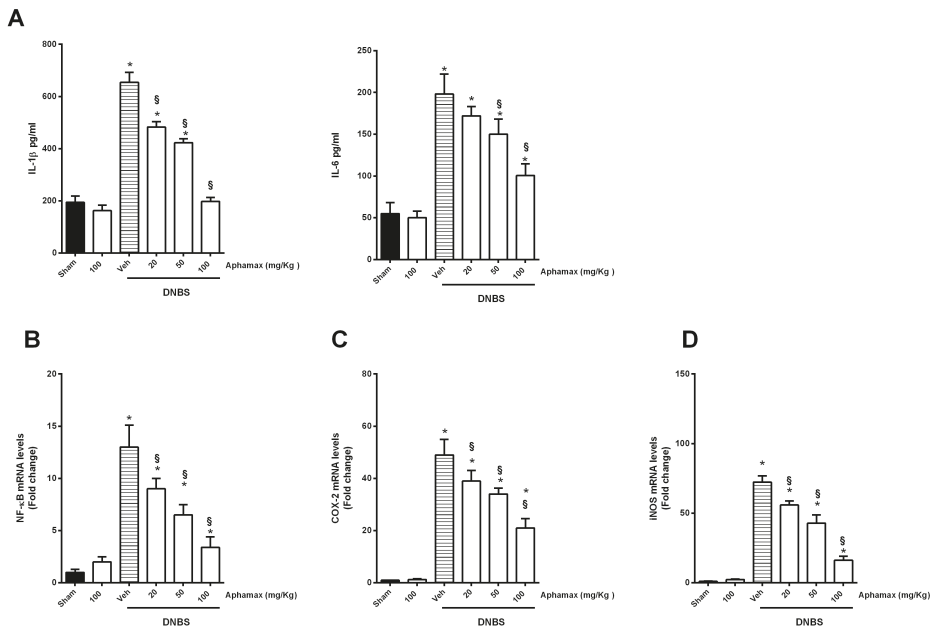 A
800
600
400
200
0
IL-1β pg/ml
*
§
*
§
*
§
Sham
100
Veh
20
50
100
Aphamax (mg/Kg )
DNBS
250
200
150
100
50
0
IL-6 pg/ml
*
*
§
*
§
*
Sham
100
Veh
20
50
100
Aphamax (mg/Kg )
DNBS
B
20
15
10
5
0
NF-κB mRNA levels
(Fold change)
*
§
*
§
*
§
*
Sham
100
Veh
20
50
100
Aphamax (mg/Kg)
DNBS
C
80
60
40
20
0
COX-2 mRNA levels
(Fold change)
*
§
*
§
*
*
§
Sham
100
Veh
20
50
100
Aphamax (mg/Kg)
DNBS
D
150
100
50
0
iNOS mRNA levels
(Fold change)
*
§
*
§
*
§
*
Sham
100
Veh
20
50
100
Aphamax (mg/Kg)
DNBS